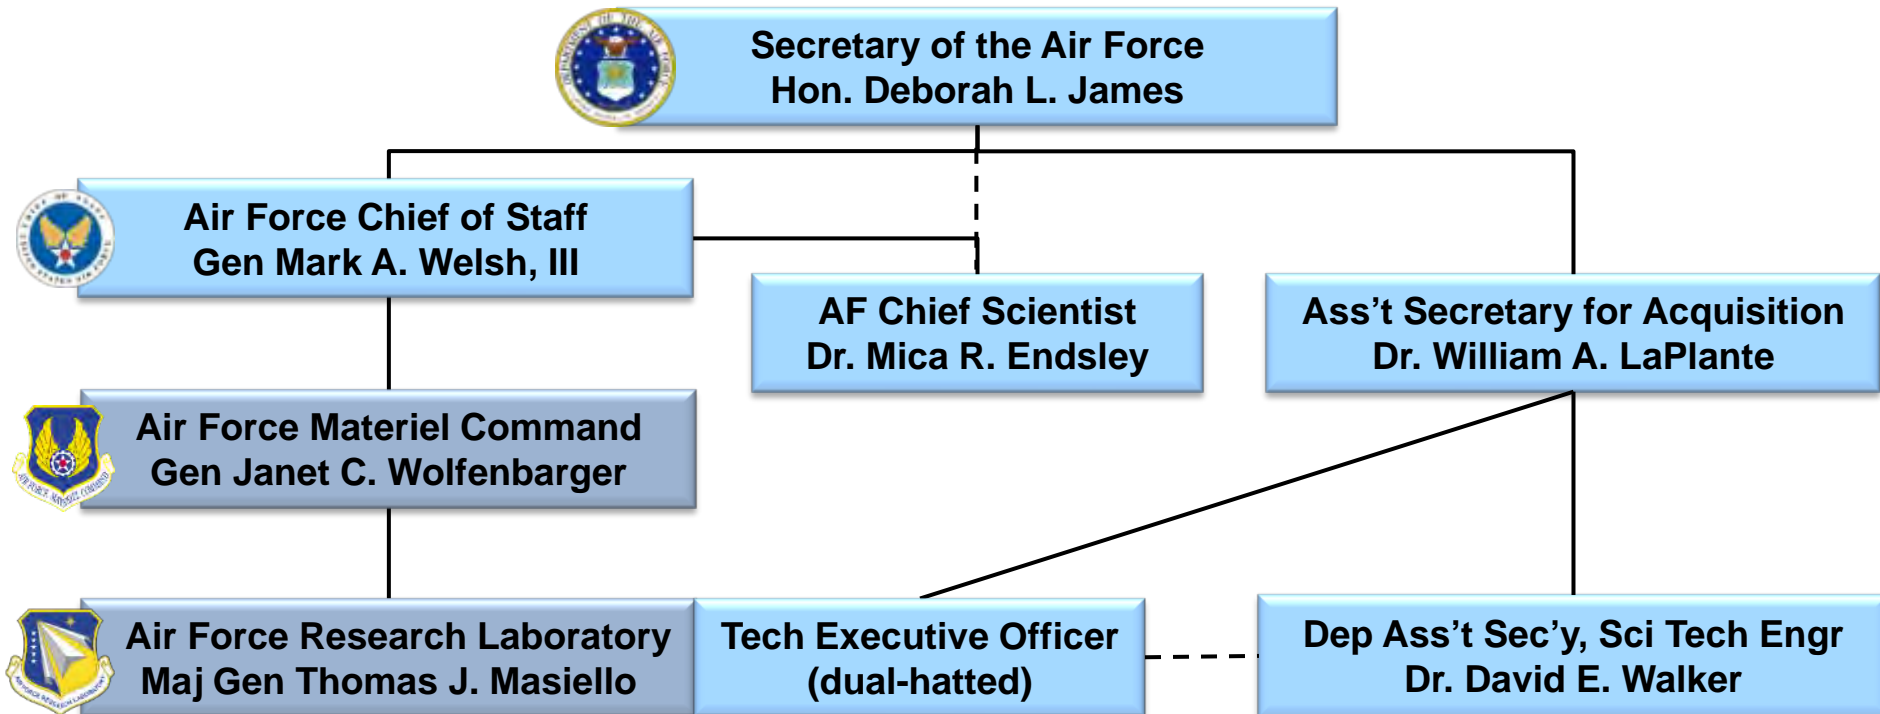 Secretary of the Air Force
Hon. Deborah L. James
Air Force Chief of Staff
Gen Mark A. Welsh, III
AF Chief Scientist
Dr. Mica R. Endsley
Ass’t Secretary for Acquisition
Dr. William A. LaPlante
Air Force Materiel Command
Gen Janet C. Wolfenbarger
Air Force Research Laboratory
Maj Gen Thomas J. Masiello
Tech Executive Officer
(dual-hatted)
Dep Ass’t Sec’y, Sci Tech Engr
Dr. David E. Walker